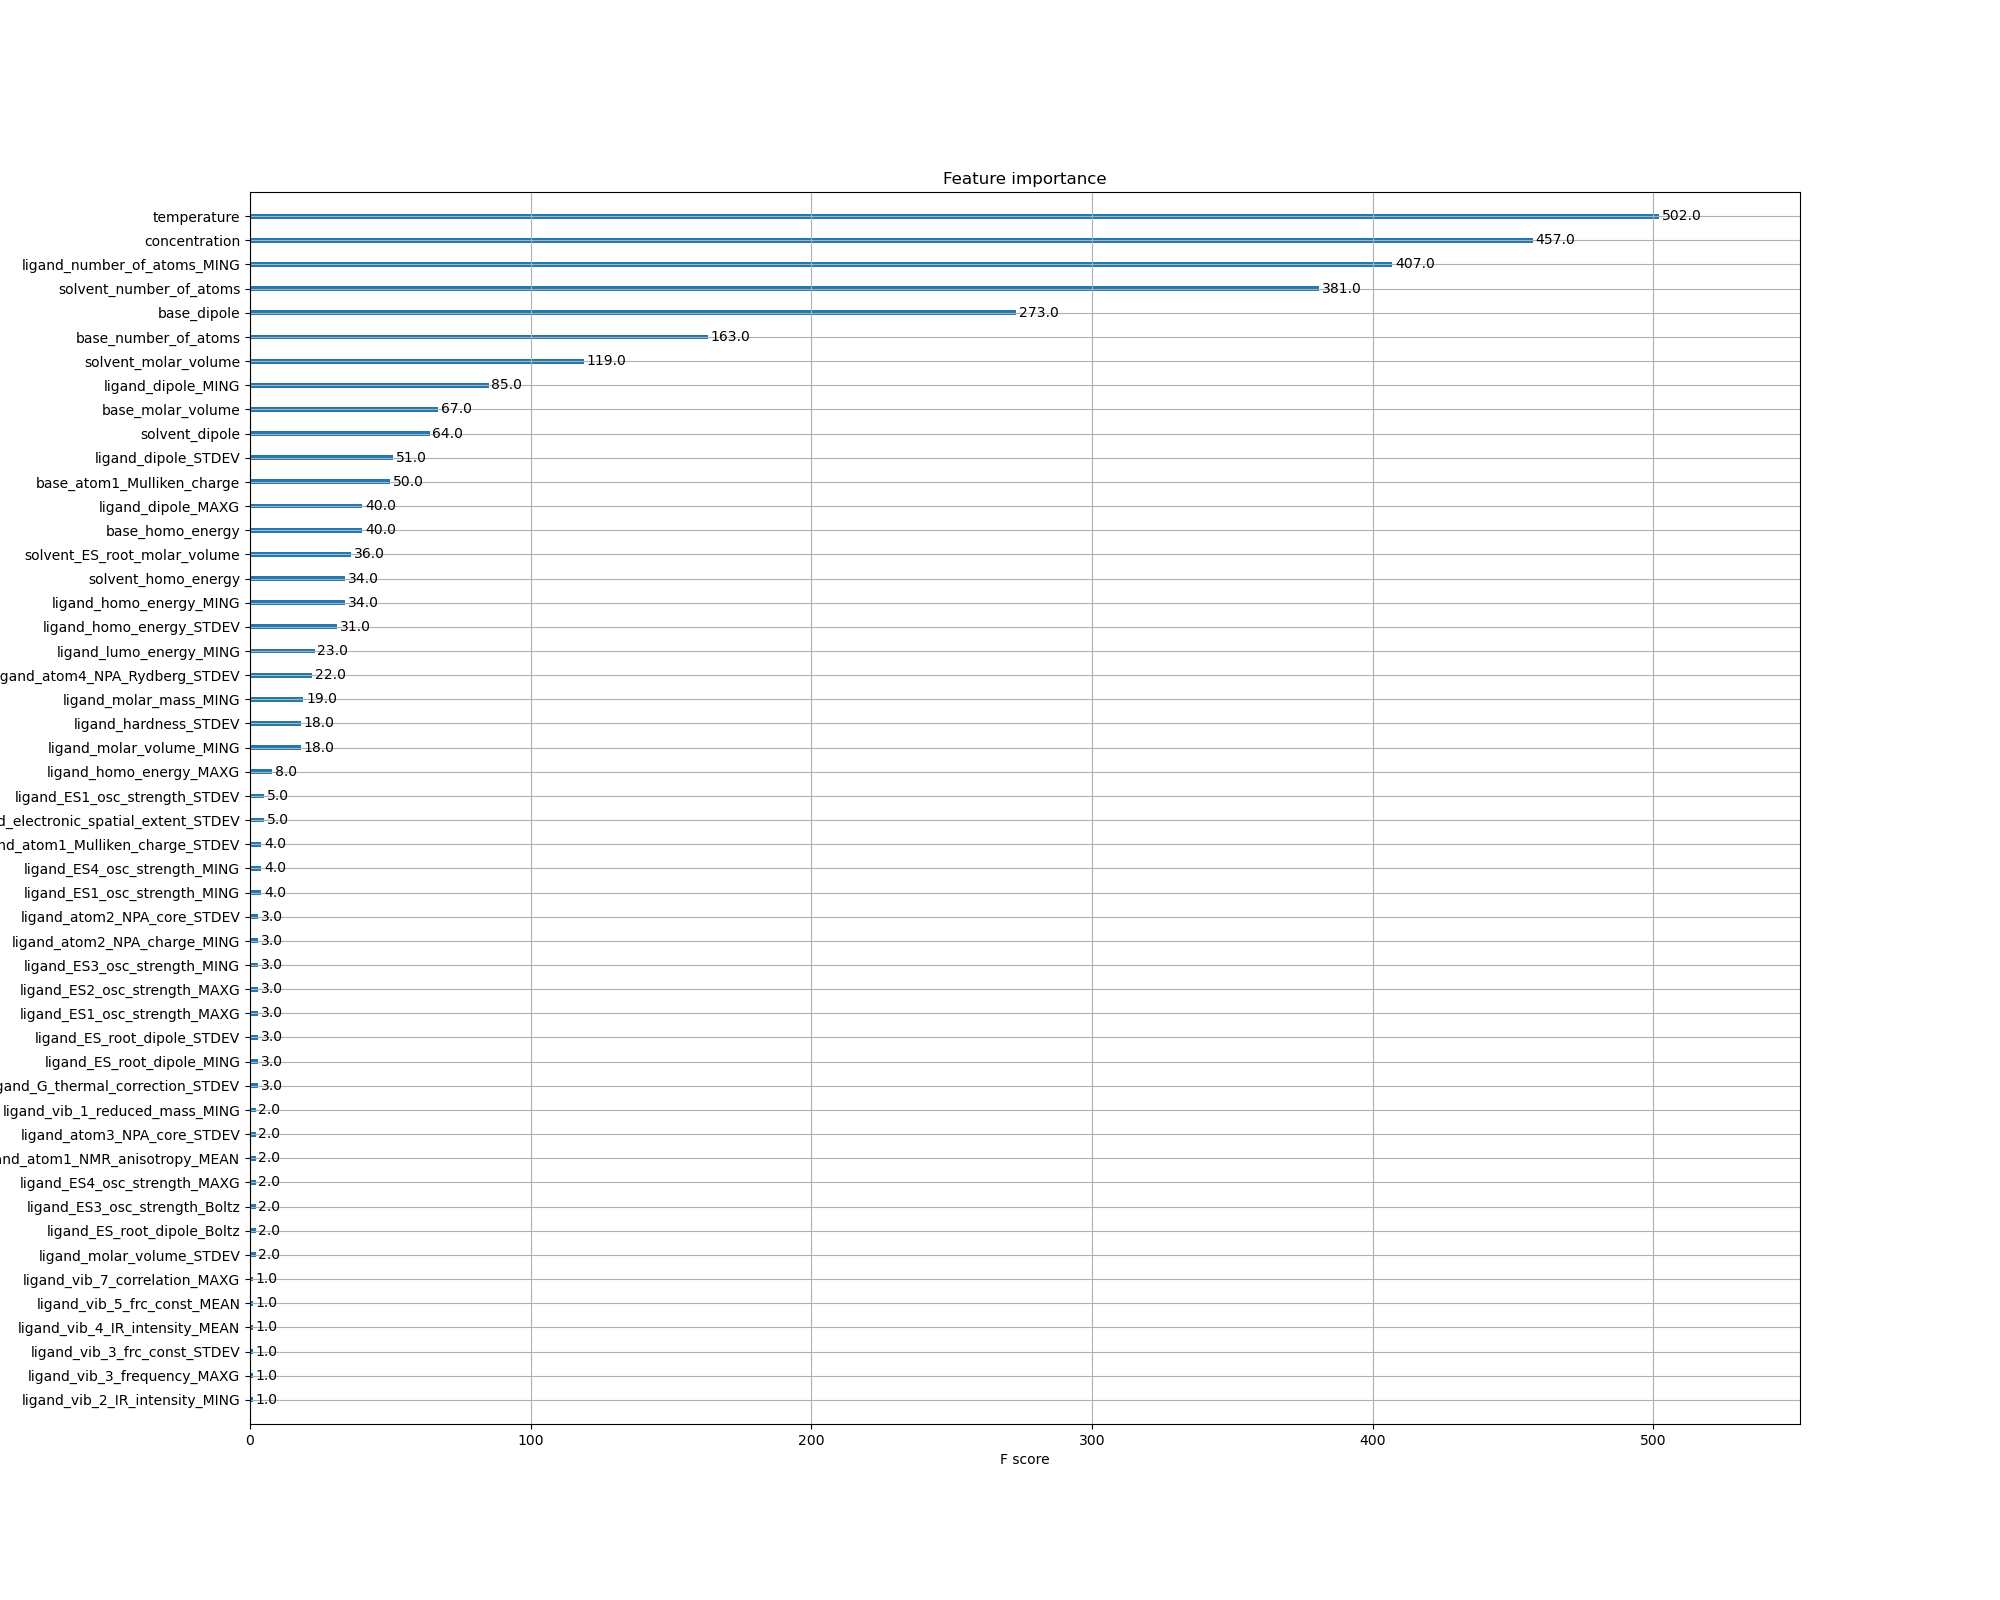 Feature importance
temperature 502.0
concentration 457.0
ligand_number_of_atoms_MING 407.0
solvent_number_of_atoms 381.0
base_dipole 273.0
base_number_of_atoms 163.0
solvent_molar_volume 119.0
ligand_dipole_MING 85.0
base_molar_volume 67.0
solvent_dipole 64.0
ligand_dipole_STDEV 51.0
base_atom1_Mulliken_charge 50.0
ligand_dipole_MAXG 40.0
base_homo_energy 40.0
solvent_ES_root_molar_volume 36.0
solvent_homo_energy 34.0
ligand_homo_energy_MING 34.0
ligand_homo_energy_STDEV 31.0
ligand_lumo_energy_MING 23.0
gand_atom4_NPA_Rydberg_STDEV 22.0
ligand_molar_mass_MING 19.0
ligand_hardness_STDEV 18.0
ligand_molar_volume_MING 18.0
ligand_homo_energy_MAXG 8.0
ligand_ES1_osc_strength_STDEV 5.0
d_electronic_spatial_extent_STDEV 5.0
nd_atom1_Mulliken_charge_STDEV 4.0
ligand_ES4_osc_strength_MING 4.0
ligand_ES1_osc_strength_MING 4.0
ligand_atom2_NPA_core_STDEV 3.0
ligand_atom2_NPA_charge_MING 3.0
ligand_ES3_osc_strength_MING 3.0
ligand_ES2_osc_strength_MAXG 3.0
ligand_ES1_osc_strength_MAXG 3.0
ligand_ES_root_dipole_STDEV 3.0
ligand_ES_root_dipole_MING 3.0
gand_G_thermal_correction_STDEV 3.0
ligand_vib_1_reduced_mass_MING 2.0
ligand_atom3_NPA_core_STDEV 2.0
nd_atom1_NMR_anisotropy_MEAN 2.0
ligand_ES4_osc_strength_MAXG 2.0
ligand_ES3_osc_strength_Boltz 2.0
ligand_ES_root_dipole_Boltz 2.0
ligand_molar_volume_STDEV 2.0
ligand_vib_7_correlation_MAXG 1.0
ligand_vib_5_frc_const_MEAN 1.0
ligand_vib_4_IR_intensity_MEAN 1.0
ligand_vib_3_frc_const_STDEV 1.0
ligand_vib_3_frequency_MAXG 1.0
ligand_vib_2_IR_intensity_MING 1.0
0 100 200 300 400 500
F score